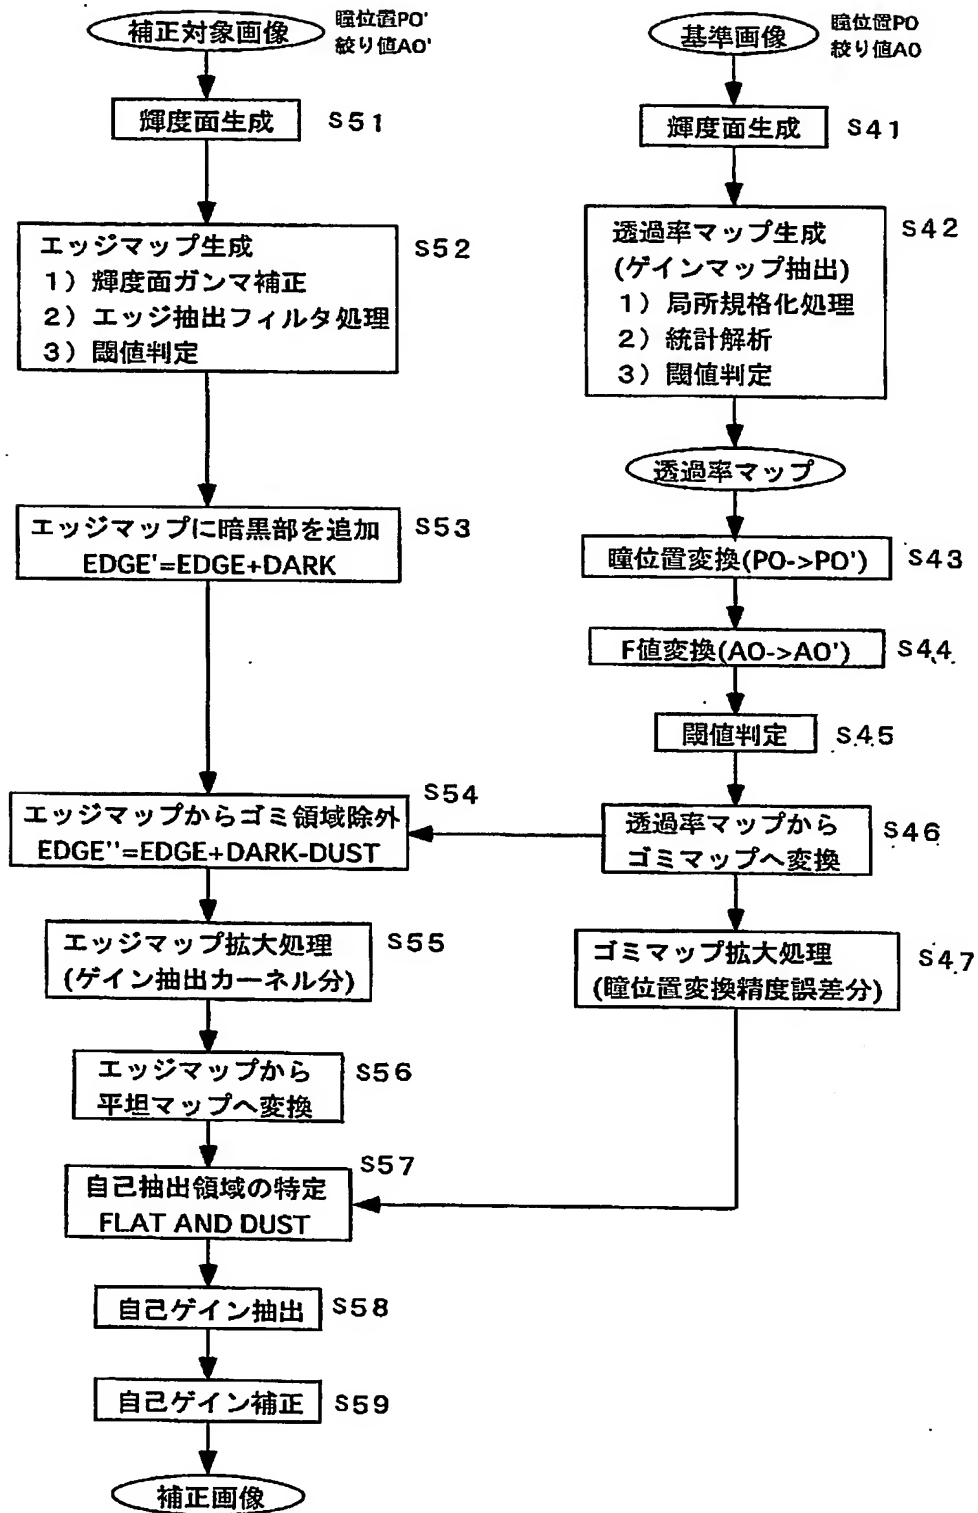 補正対象画像
瞳位置PO'
絞り値AO'
輝度面生成
S51
エッジマップ生成
1）輝度面ガンマ補正
2）エッジ抽出フィルタ処理
3）閾値判定
S52
エッジマップに暗黒部を追加
EDGE'=EDGE+DARK
S53
エッジマップからゴミ領域除外
EDGE''=EDGE+DARK-DUST
S54
エッジマップ拡大処理
(ゲイン抽出カーネル分)
S55
エッジマップから
平坦マップへ変換
S56
自己抽出領域の特定
FLAT AND DUST
S57
自己ゲイン抽出
S58
自己ゲイン補正
S59
補正画像
基準画像
瞳位置PO
絞り値AO
輝度面生成
S41
透過率マップ生成
(ゲインマップ抽出)
1）局所規格化処理
2）統計解析
3）閾値判定
S42
透過率マップ
瞳位置変換(PO->PO')
S43
F値変換(AO->AO')
S44
閾値判定
S45
透過率マップから
ゴミマップへ変換
S46
ゴミマップ拡大処理
(瞳位置変換精度誤差分)
S47